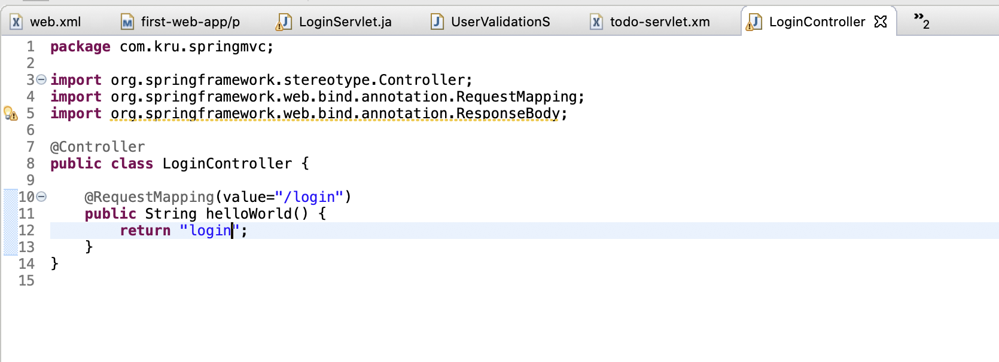 web.xml first-web-app/p LoginServlet.ja UserValidationS todo-servlet.xm LoginController »2
1 package com.kru.springmvc;
2
3 import org.springframework.stereotype.Controller;
4 import org.springframework.web.bind.annotation.RequestMapping;
5 import org.springframework.web.bind.annotation.ResponseBody;
6
7 @Controller
8 public class LoginController {
9
10 @RequestMapping(value="/login")
11 public String helloWorld() {
12 return "login";
13 }
14 }
15